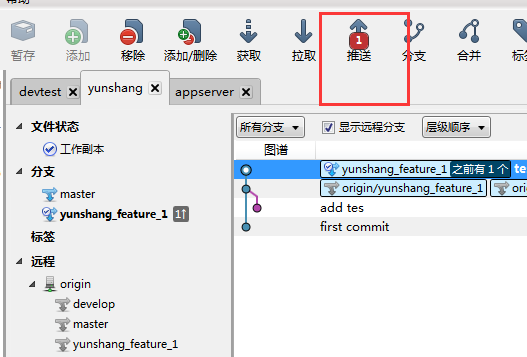 帮助
暂存 添加 移除 添加/删除 获取 拉取 1 推送 分支 合并 标
devtest yunshang appserver
文件状态
工作副本
分支
master
yunshang_feature_1 1↑
标签
远程
origin
develop
master
yunshang_feature_1
所有分支 显示远程分支 层级顺序
图谱
yunshang_feature_1 之前有 1 个 te
origin/yunshang_feature_1 ori
add tes
first commit